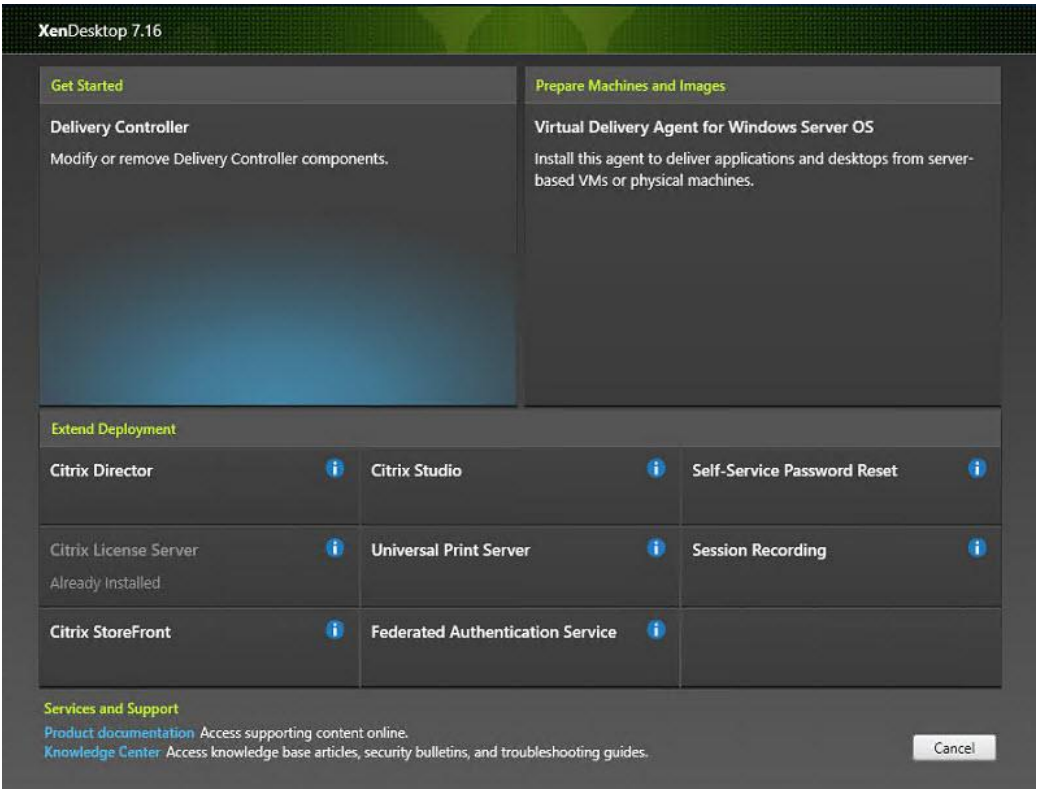 XenDesktop 7.16
Get Started
Delivery Controller
Modify or remove Delivery Controller components.
Prepare Machines and Images
Virtual Delivery Agent for Windows Server OS
Install this agent to deliver applications and desktops from server-
based VMs or physical machines.
Extend Deployment
Citrix Director
Citrix Studio
Self-Service Password Reset
Citrix License Server
Already Installed
Universal Print Server
Session Recording
Citrix StoreFront
Federated Authentication Service
Services and Support
Product documentation Access supporting content online.
Knowledge Center Access knowledge base articles, security bulletins, and troubleshooting guides.
Cancel